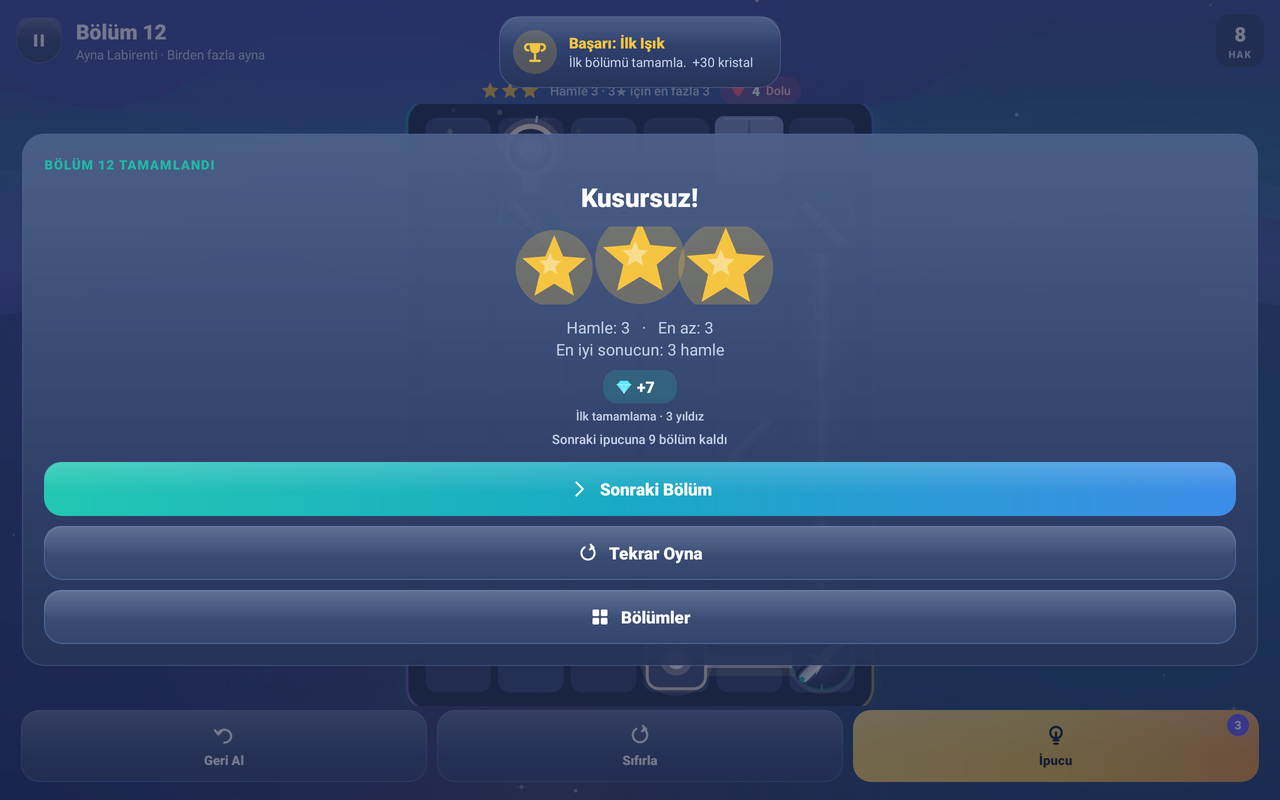 Bölüm 12
Ayna Labirenti · Birden fazla ayna
Başarı: İlk Işık
İlk bölümü tamamla. +30 kristal
8
HAK
Hamle 3 · 3★ için en fazla 3
4 Dolu
BÖLÜM 12 TAMAMLANDI
Kusursuz!
Hamle: 3 · En az: 3
En iyi sonucun: 3 hamle
+7
İlk tamamlama · 3 yıldız
Sonraki ipucuna 9 bölüm kaldı
Sonraki Bölüm
Tekrar Oyna
Bölümler
Geri Al
Sıfırla
İpucu
3